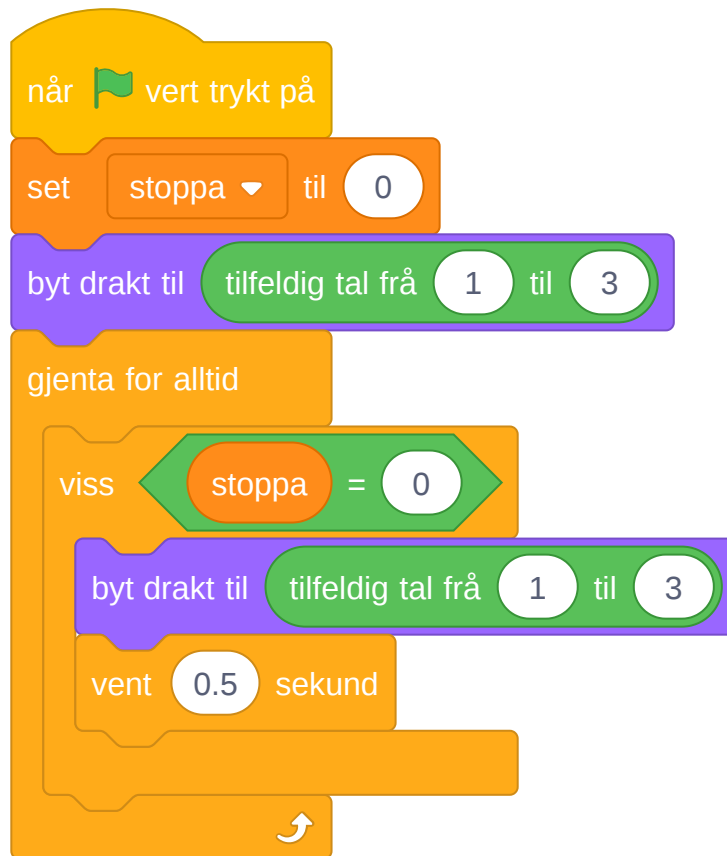 når vert trykt på
set stoppa til 0
byt drakt til tilfeldig tal frå 1 til 3
gjenta for alltid
viss stoppa = 0
byt drakt til tilfeldig tal frå 1 til 3
vent 0.5 sekund